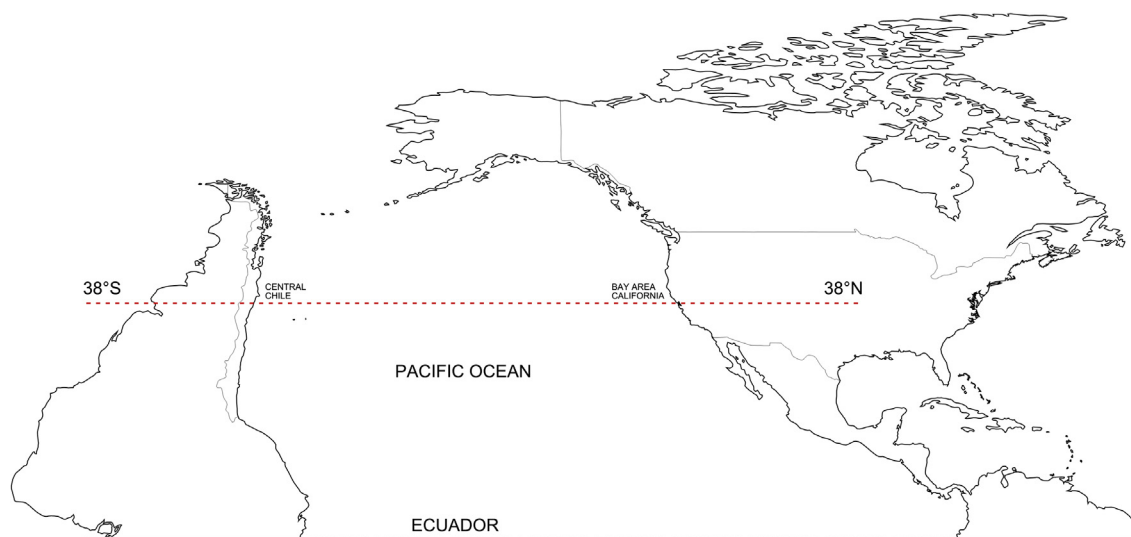 38°S
CENTRAL
CHILE
BAY AREA
CALIFORNIA
38°N
PACIFIC OCEAN
ECUADOR